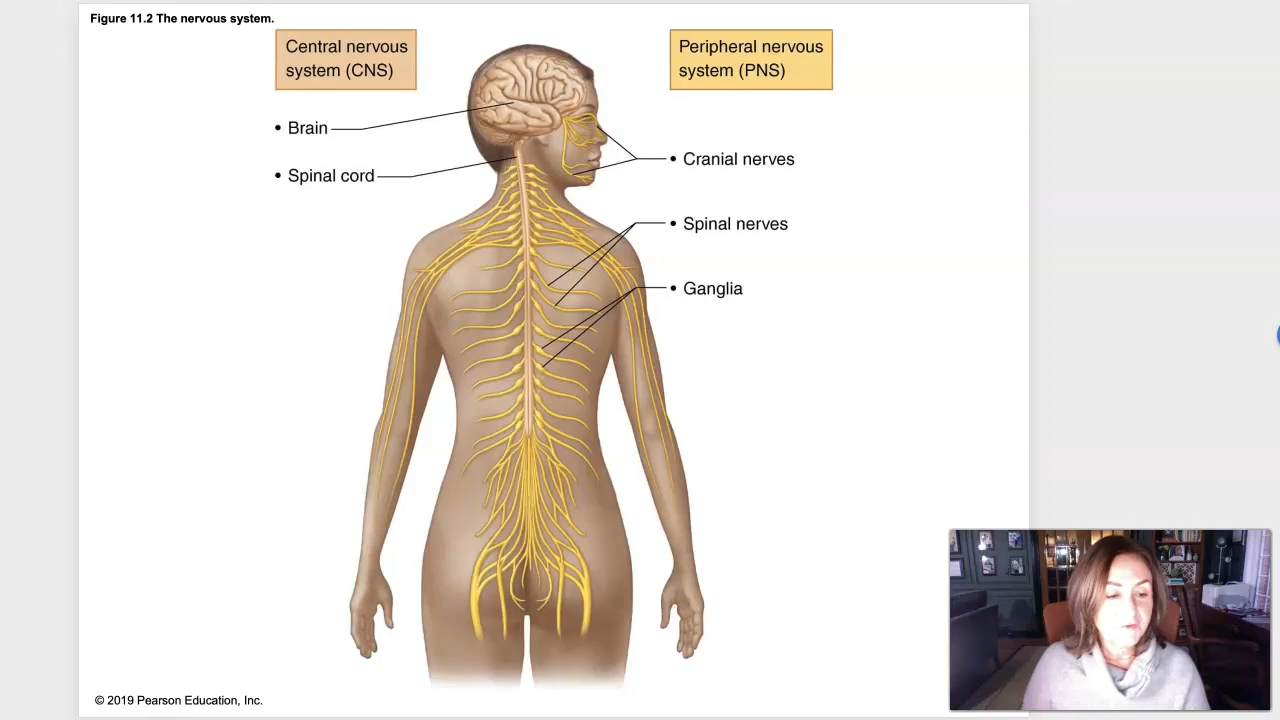 Figure 11.2 The nervous system.
Central nervous
system (CNS)
• Brain
• Spinal cord
Peripheral nervous
system (PNS)
• Cranial nerves
• Spinal nerves
• Ganglia
© 2019 Pearson Education, Inc.